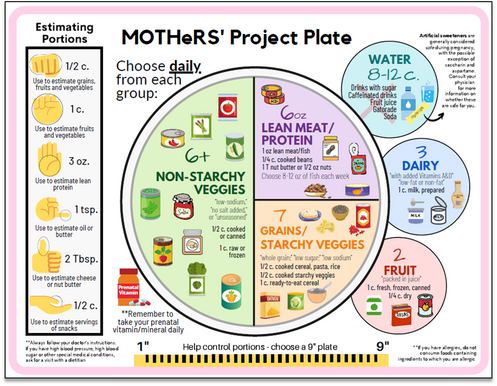 Estimating
Portions
1/2 c.
Use to estimate grains,
fruits and vegetables
1 c.
Use to estimate fruits
and vegetables
3 oz.
Use to estimate lean
protein
1 tsp.
Use to estimate oil or
butter
2 Tbsp.
Use to estimate cheese
or nut butter
1/2 c.
Use to estimate servings
of snacks
**Always follow your doctor's instructions.
If you have high blood pressure, high blood
sugar or other special medical conditions,
ask for a visit with a dietitian
MOTHeRS' Project Plate
Choose daily
from each
group:
6+
NON-STARCHY
VEGGIES
"low-sodium,"
"no salt added,"
or "unseasoned"
1/2 c. cooked
or canned
1 c. raw or
frozen
6oz
LEAN MEAT/
PROTEIN
1 oz lean meat/fish
1/4 c. cooked beans
1 T nut butter or 1/2 oz nuts
Choose 8-12 oz of fish each week
7
GRAINS/
STARCHY VEGGIES
"whole grain," "low sugar," "low sodium"
1/2 c. cooked cereal, pasta, rice
1/2 c. cooked starchy veggies
1 c. ready-to-eat cereal
WATER
8-12 c.
Drinks with sugar
Caffeinated drinks
Fruit juice
Gatorade
Soda
Artificial sweeteners are
generally considered
safe during pregnancy,
with the possible
exception of
saccharin and
aspartame.
Consult your
physician
for more
information
on whether
these are
safe for you.
3
DAIRY
"with added Vitamins A&D"
"low fat or non-fat"
1 c. milk, prepared
2
FRUIT
"packed in juice"
1 c. fresh, frozen, canned
1/4 c. dry
Prenatal
Vitamin
**Remember to
take your prenatal
vitamin/mineral daily
1"
Help control portions - choose a 9" plate
9"
**If you have allergies, do not
consume foods containing
ingredients to which you are allergic.